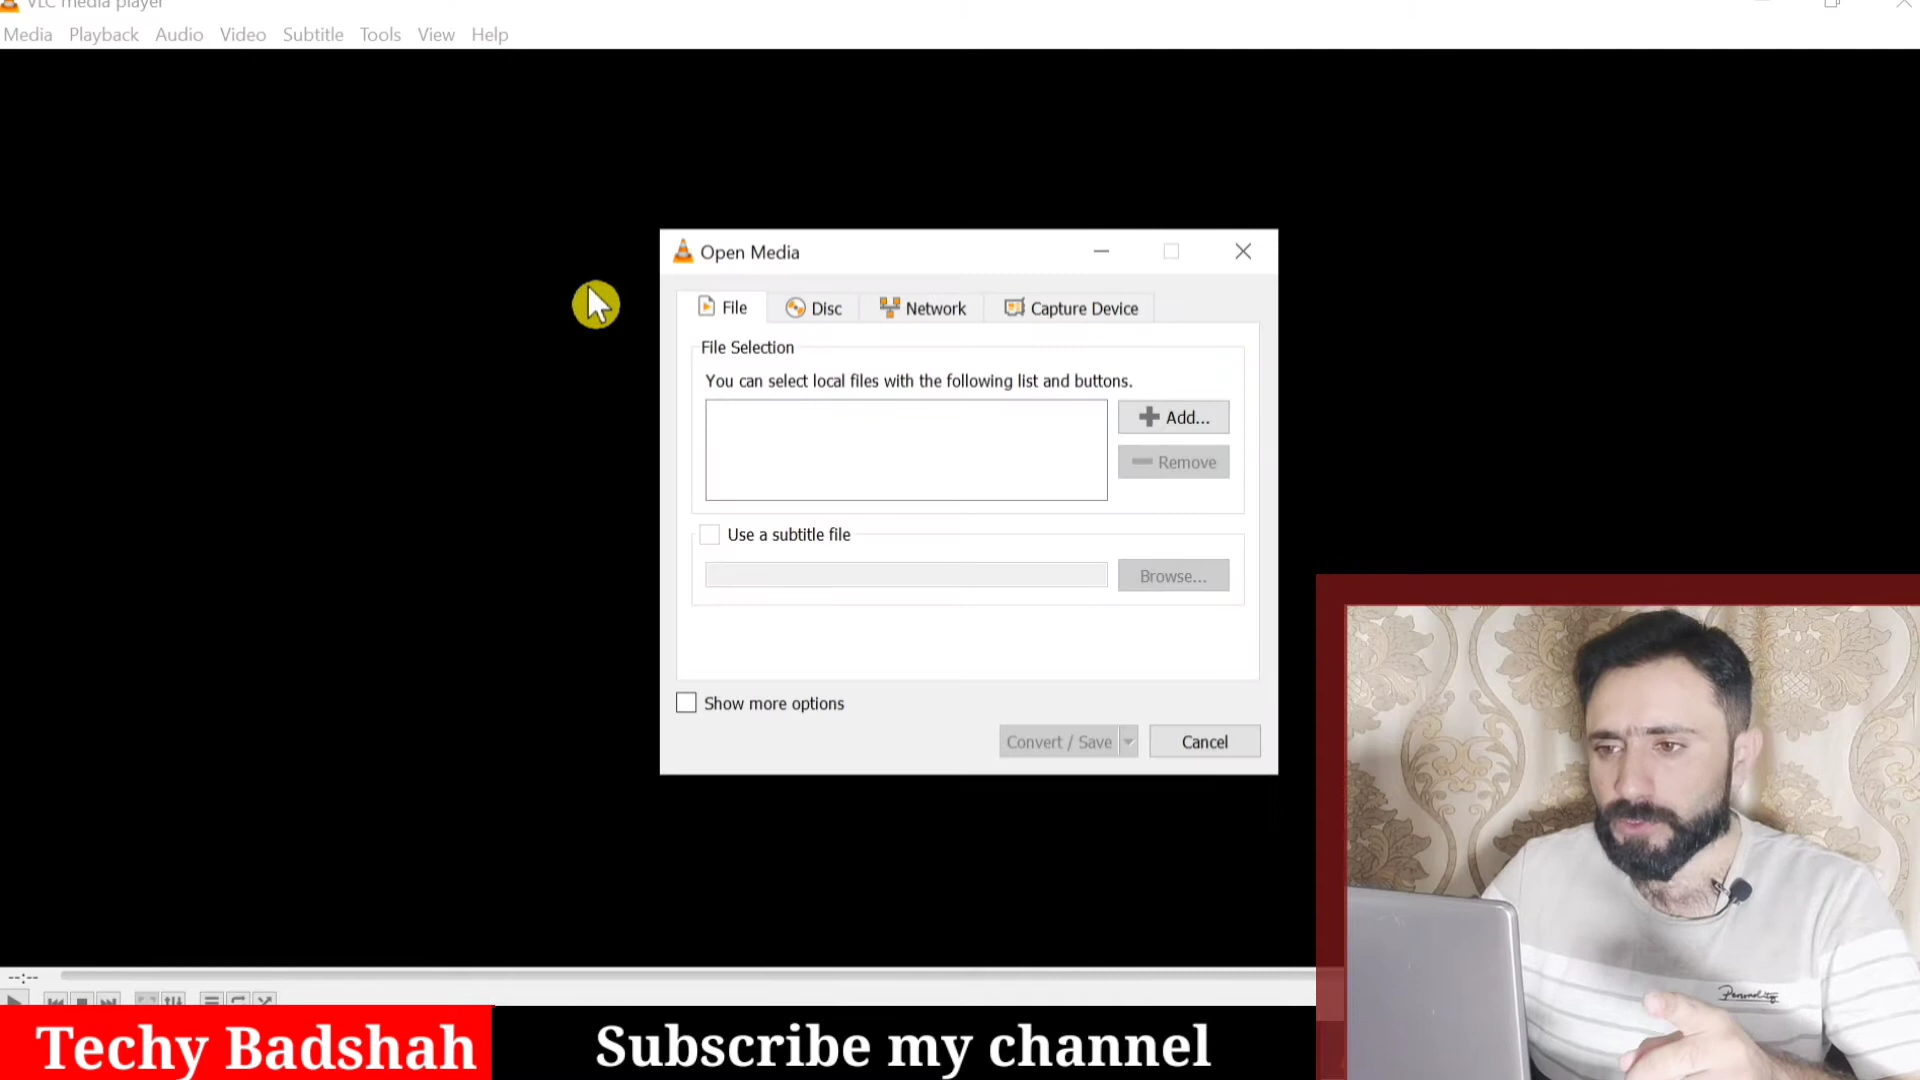 VLC media player
Media Playback Audio Video Subtitle Tools View Help
Open Media
File Disc Network Capture Device
File Selection
You can select local files with the following list and buttons.
Add...
Remove
Use a subtitle file
Browse...
Show more options
Convert / Save Cancel
--:--
Personality
Techy Badshah Subscribe my channel